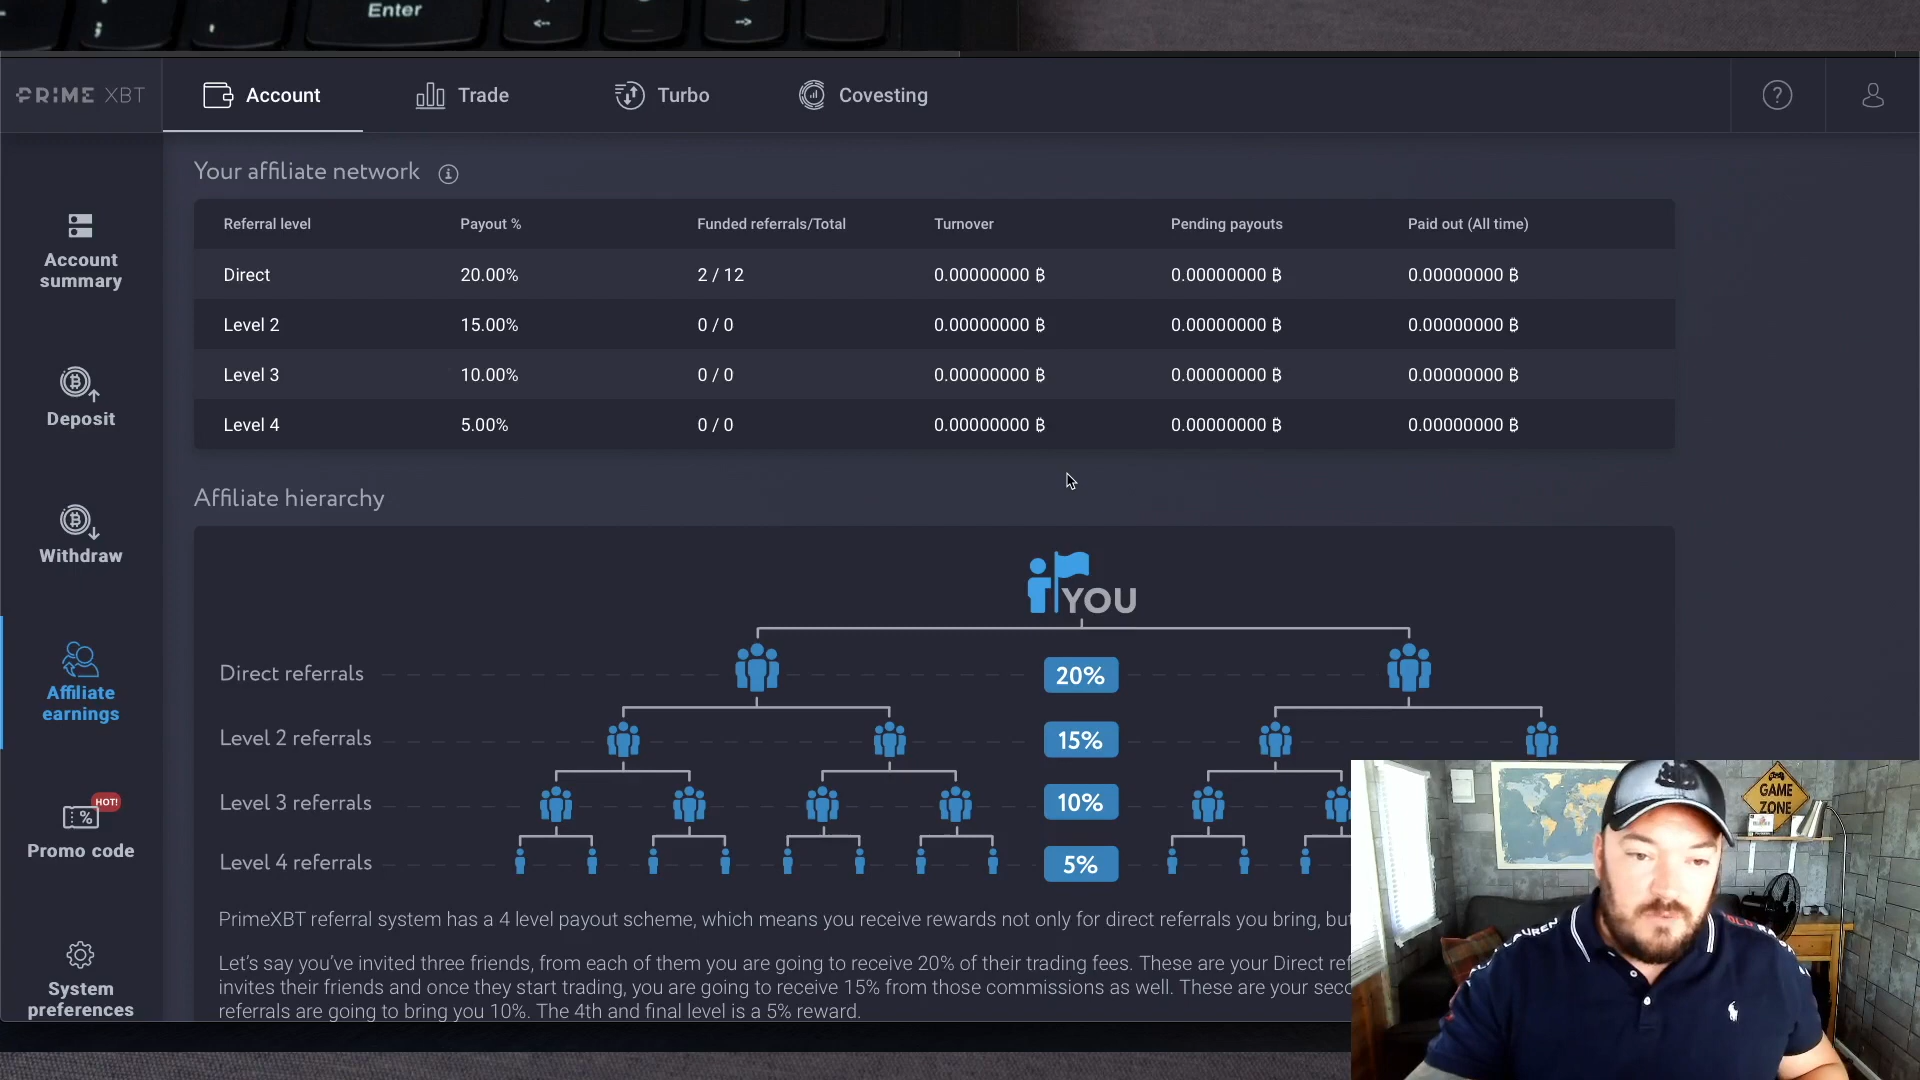 Enter
PRIME XBT
Account
Trade
Turbo
Covesting
?
Your affiliate network
Referral level Payout % Funded referrals/Total Turnover Pending payouts Paid out (All time)
Direct 20.00% 2 / 12 0.00000000 ₿ 0.00000000 ₿ 0.00000000 ₿
Level 2 15.00% 0 / 0 0.00000000 ₿ 0.00000000 ₿ 0.00000000 ₿
Level 3 10.00% 0 / 0 0.00000000 ₿ 0.00000000 ₿ 0.00000000 ₿
Level 4 5.00% 0 / 0 0.00000000 ₿ 0.00000000 ₿ 0.00000000 ₿
Account
summary
Deposit
Withdraw
Affiliate
earnings
HOT!
%
Promo code
System
preferences
Affiliate hierarchy
YOU
Direct referrals 20%
Level 2 referrals 15%
Level 3 referrals 10%
Level 4 referrals 5%
PrimeXBT referral system has a 4 level payout scheme, which means you receive rewards not only for direct referrals you bring,
Let's say you've invited three friends, from each of them you are going to receive 20% of their trading fees. These are your Direct
invites their friends and once they start trading, you are going to receive 15% from those commissions as well. These are your
referrals are going to bring you 10%. The 4th and final level is a 5% reward.
GAME
ZONE